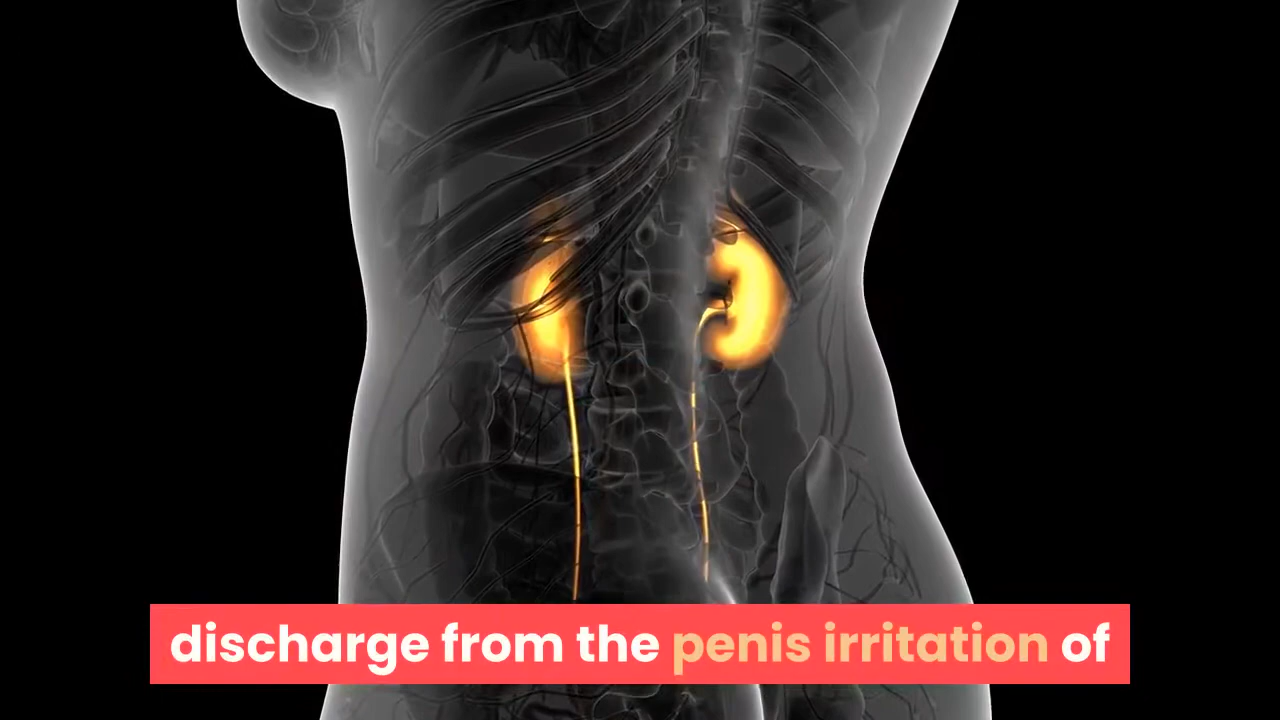 discharge from the penis irritation of